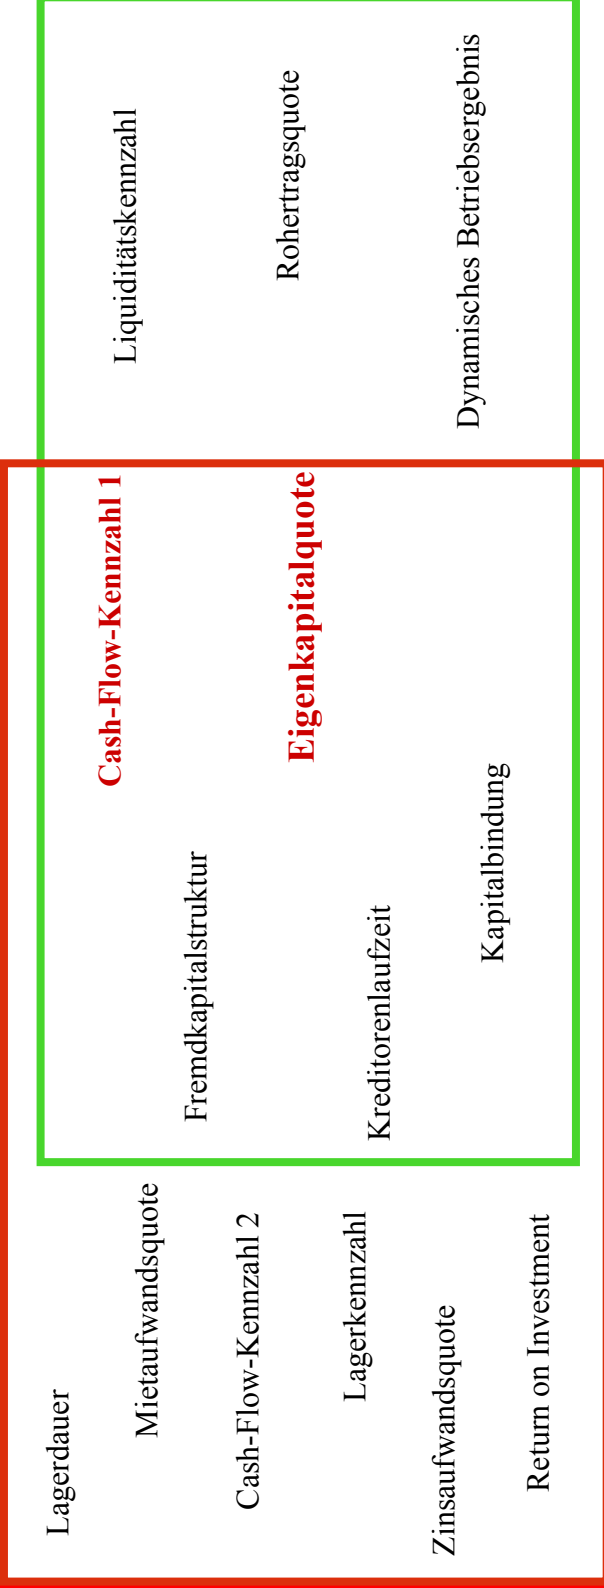 Lagerdauer
Mietaufwandsquote
Cash-Flow-Kennzahl 2
Lagerkennzahl
Zinsaufwandsquote
Return on Investment
Fremdkapitalstruktur
Kreditorenlaufzeit
Kapitalbindung
Cash-Flow-Kennzahl 1
Eigenkapitalquote
Liquiditätskennzahl
Rohertragsquote
Dynamisches Betriebsergebnis